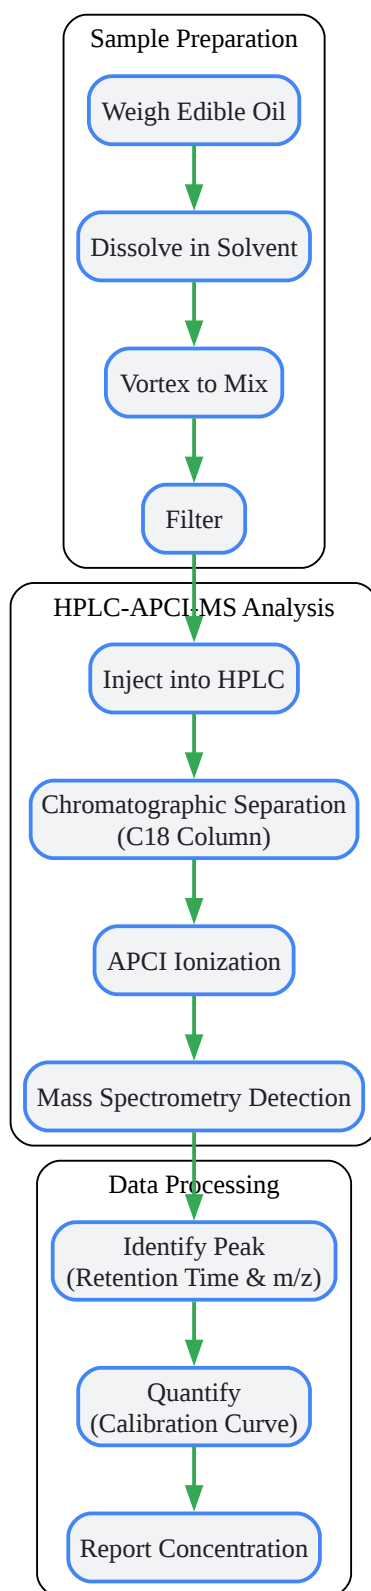 Sample Preparation
Weigh Edible Oil
Dissolve in Solvent
Vortex to Mix
Filter
HPLC-APCI-MS Analysis
Inject into HPLC
Chromatographic Separation
(C18 Column)
APCI Ionization
Mass Spectrometry Detection
Data Processing
Identify Peak
(Retention Time & m/z)
Quantify
(Calibration Curve)
Report Concentration